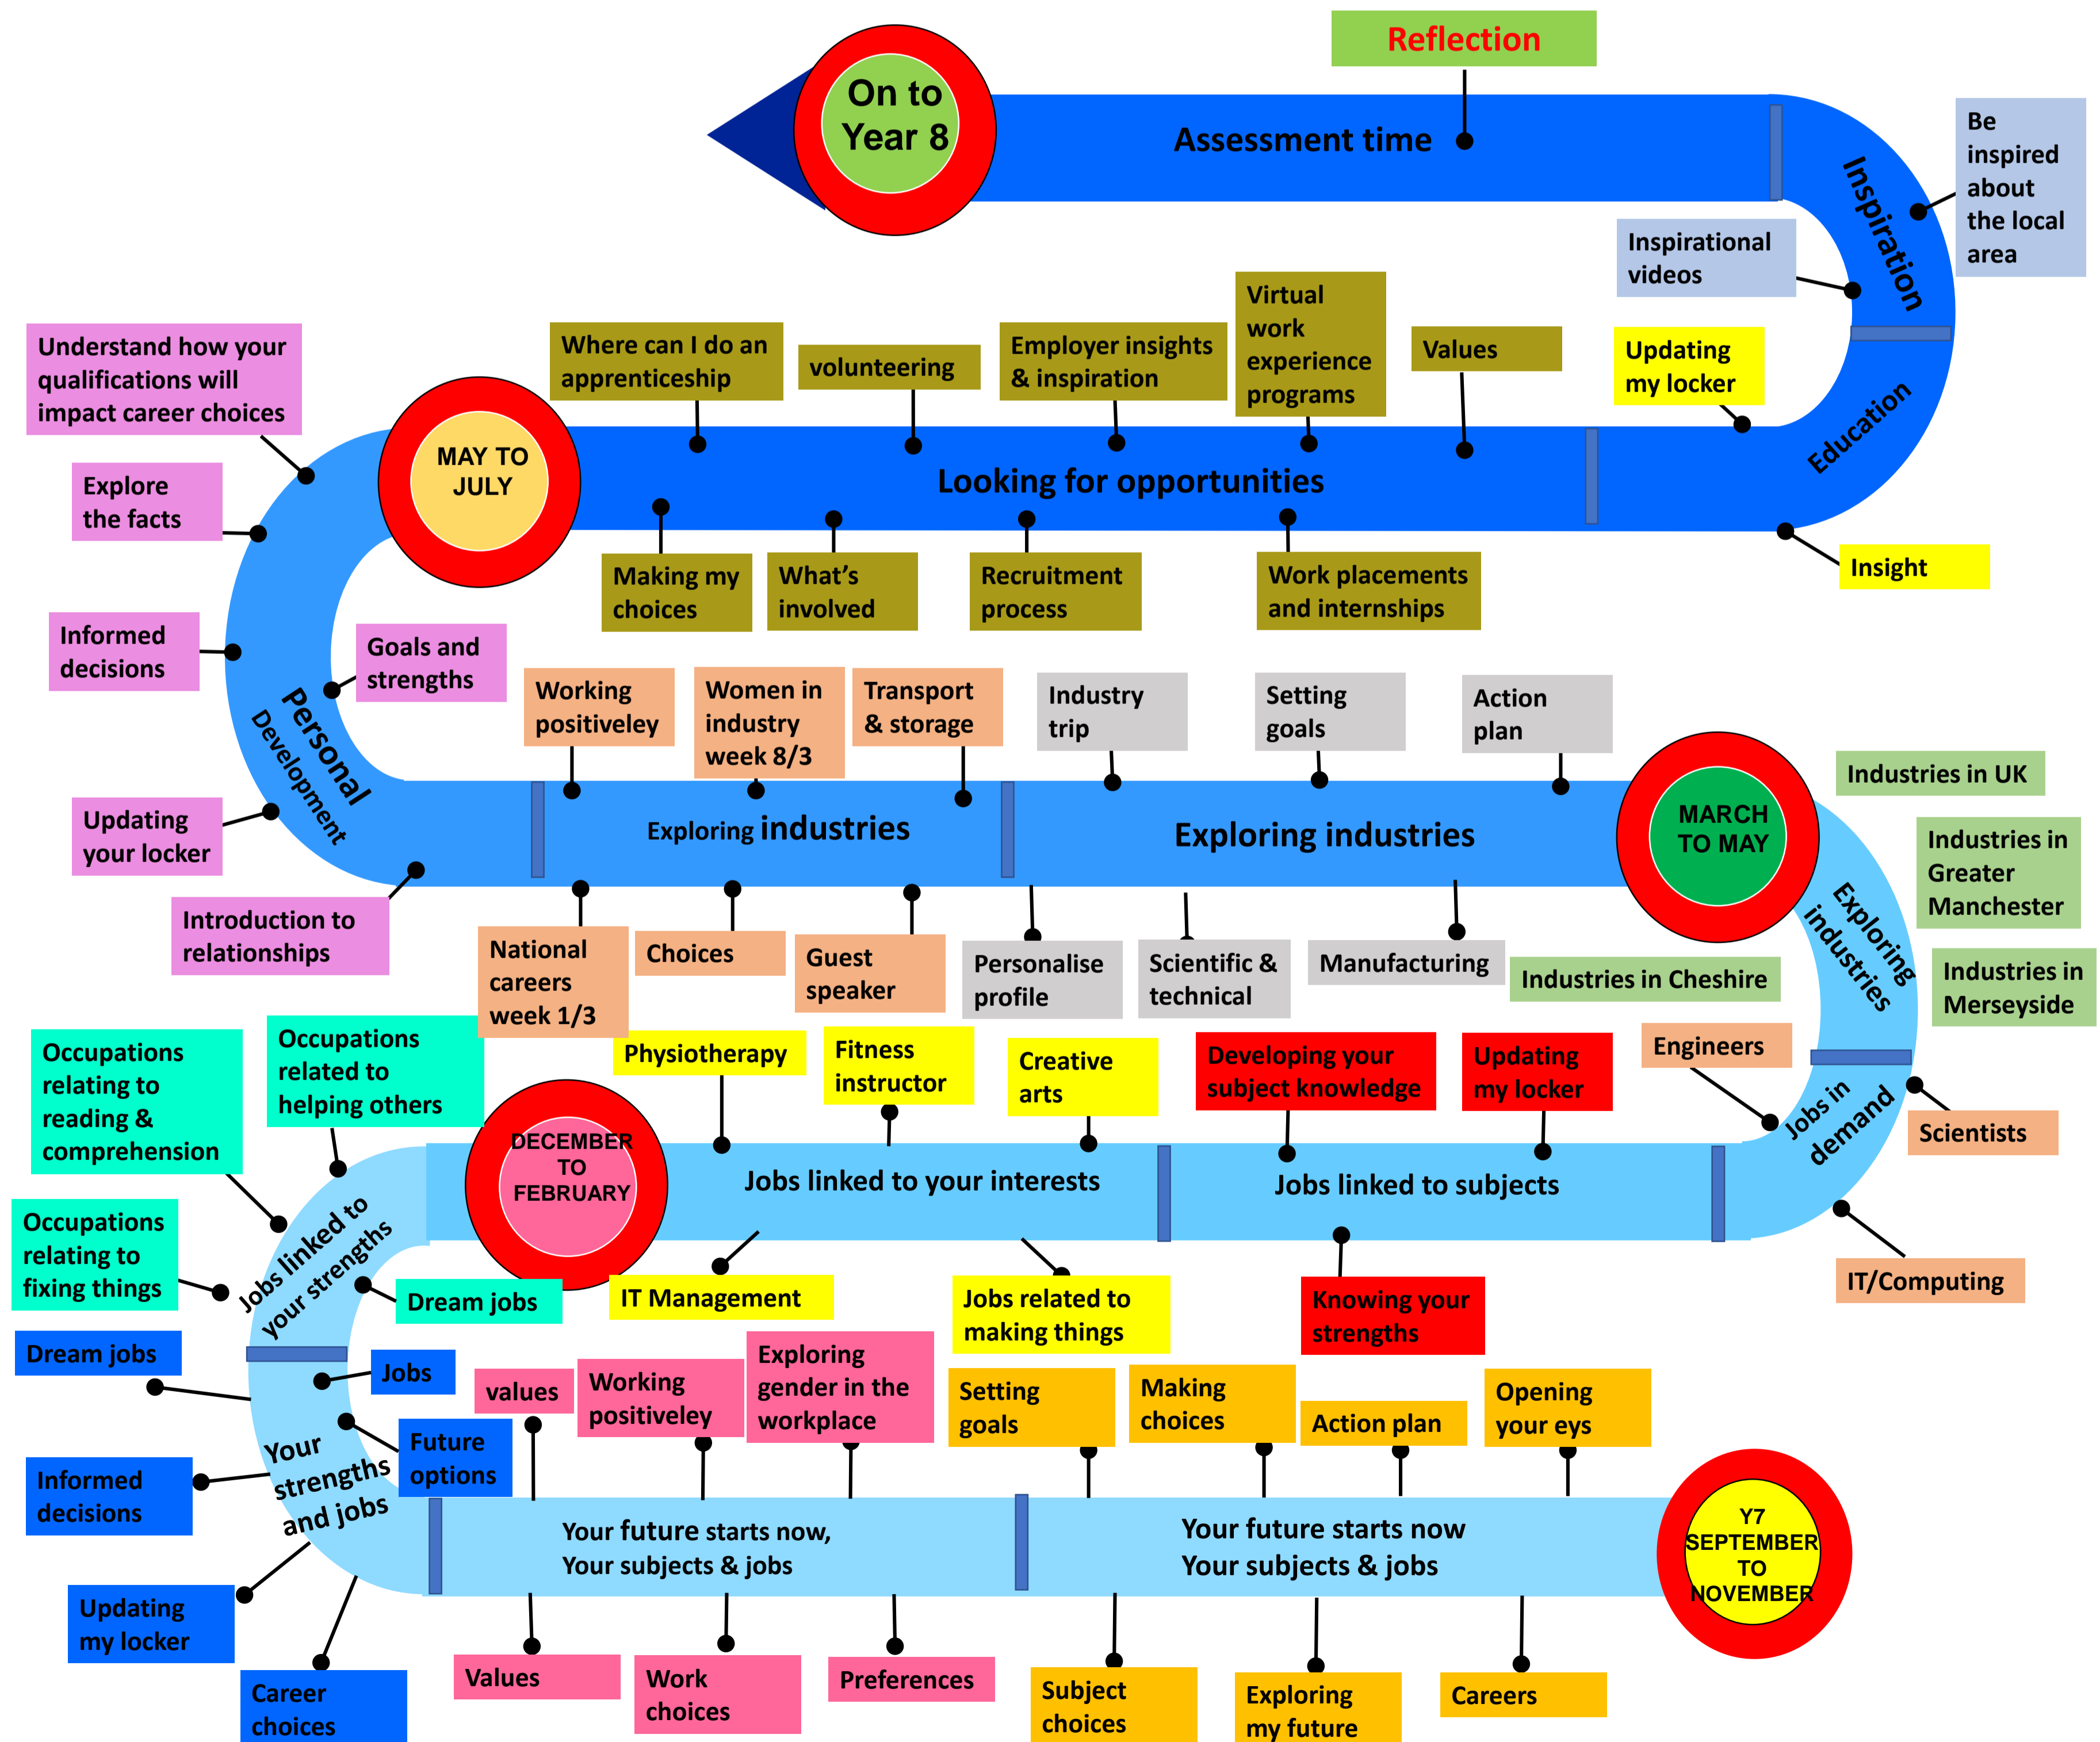 Reflection
On to
Year 8
Assessment time
Inspiration
Be
inspired
about
the local
area
Inspirational
videos
Updating
my locker
Education
Insight
Where can I do an
apprenticeship
volunteering
Employer insights
& inspiration
Virtual
work
experience
programs
Values
MAY TO
JULY
Looking for opportunities
Making my
choices
What's
involved
Recruitment
process
Work placements
and internships
Understand how your
qualifications will
impact career choices
Explore
the facts
Informed
decisions
Goals and
strengths
Personal
Development
Updating
your locker
Introduction to
relationships
Working
positiveley
Women in
industry
week 8/3
Transport
& storage
Industry
trip
Setting
goals
Action
plan
Exploring industries
Exploring industries
MARCH
TO MAY
National
careers
week 1/3
Choices
Guest
speaker
Personalise
profile
Scientific &
technical
Manufacturing
Industries in UK
Industries in
Greater
Manchester
Industries in
Merseyside
Industries in Cheshire
Exploring
industries
Engineers
Jobs in
demand
Scientists
IT/Computing
Occupations
relating to
reading &
comprehension
Occupations
related to
helping others
Physiotherapy
Fitness
instructor
Creative
arts
Developing your
subject knowledge
Updating
my locker
DECEMBER
TO
FEBRUARY
Jobs linked to your interests
Jobs linked to subjects
Occupations
relating to
fixing things
Jobs linked to
your strengths
Dream jobs
IT Management
Jobs related to
making things
Knowing your
strengths
Dream jobs
Jobs
Future
options
Informed
decisions
Your
strengths
and jobs
Updating
my locker
Career
choices
values
Working
positiveley
Exploring
gender in the
workplace
Setting
goals
Making
choices
Action plan
Opening
your eys
Your future starts now,
Your subjects & jobs
Your future starts now
Your subjects & jobs
Y7
SEPTEMBER
TO
NOVEMBER
Values
Work
choices
Preferences
Subject
choices
Exploring
my future
Careers